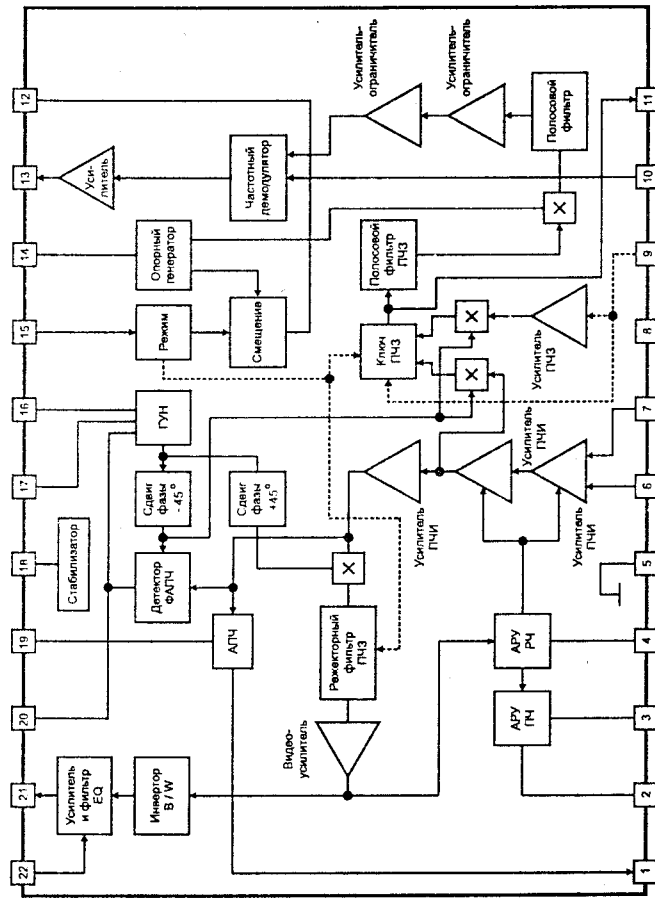 22
21
20
19
18
17
16
15
14
13
12
Усилитель
и фильтр
EQ
Инвертор
B / W
Видео-
усилитель
Стабилизатор
Детектор
ФАПЧ
АПЧ
Режекторный
фильтр
ПЧЗ
Сдвиг
фазы
- 45°
Сдвиг
фазы
+45°
ГУН
Режим
Опорный
генератор
Смещения
Уси-
литель
Частотный
демодулятор
Усилитель-
ограничитель
Усилитель-
ограничитель
Полосовой
фильтр
Полосовой
фильтр
ПЧЗ
Ключ
ПЧЗ
Усилитель
ПЧЗ
Усилитель
ПЧИ
Усилитель
ПЧИ
Усилитель
ПЧИ
АРУ
РЧ
АРУ
ПЧ
1
2
3
4
5
6
7
8
9
10
11